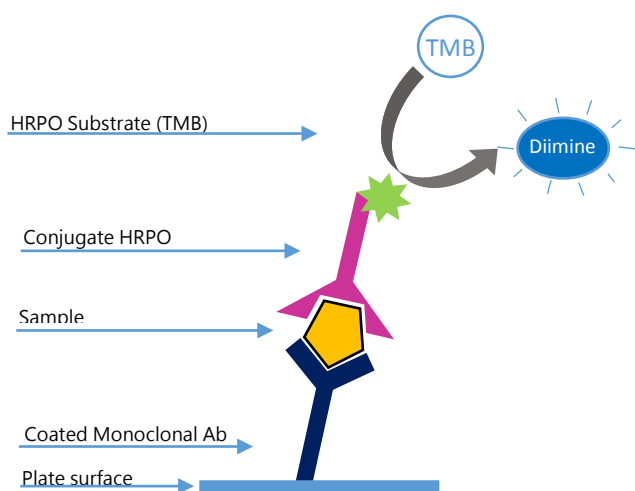 TMB
HRPO Substrate (TMB)
Diimine
Conjugate HRPO
Sample
Coated Monoclonal Ab
Plate surface